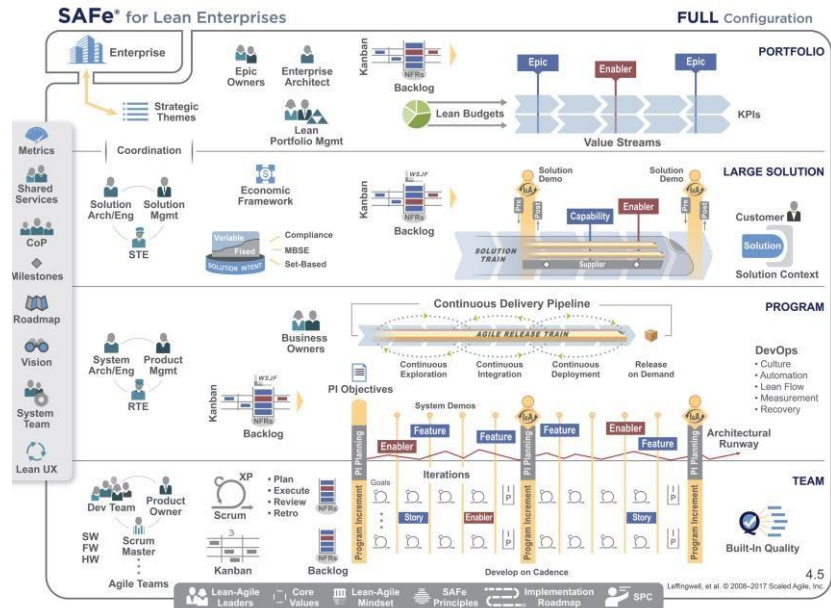 SAFe® for Lean Enterprises
FULL Configuration
Enterprise
Strategic
Themes
Epic
Owners
Enterprise
Architect
Lean
Portfolio Mgmt
Kanban
NFRs
Backlog
Lean Budgets
Epic
Enabler
Epic
Value Streams
KPIs
PORTFOLIO
Metrics
Shared
Services
CoP
Milestones
Roadmap
Vision
System
Team
Lean UX
Coordination
Solution
Arch/Eng
Solution
Mgmt
STE
Economic
Framework
Variable
Fixed
SOLUTION INTENT
Compliance
MBSE
Set-Based
Kanban
WSJF
NFRs
Backlog
Solution
Demo
I&A
Pre
Post
Capability
Enabler
SOLUTION
TRAIN
Supplier
Solution
Demo
I&A
Pre
Post
LARGE SOLUTION
Customer
Solution
Solution Context
System
Arch/Eng
Product
Mgmt
RTE
Business
Owners
Kanban
WSJF
NFRs
Backlog
Continuous Delivery Pipeline
AGILE RELEASE TRAIN
Continuous
Exploration
Continuous
Integration
Continuous
Deployment
Release
on Demand
PROGRAM
DevOps
• Culture
• Automation
• Lean Flow
• Measurement
• Recovery
PI Objectives
System Demos
I&A
I&A
PI Planning
Enabler
Feature
Feature
PI Planning
Feature
Enabler
Feature
PI Planning
Architectural
Runway
Dev Team
Product
Owner
Scrum
Master
SW
FW
HW
Agile Teams
XP
Scrum
Kanban
• Plan
• Execute
• Review
• Retro
NFRs
NFRs
Backlog
Program Increment
Goals
Iterations
Story
Enabler
I
P
I
P
Program Increment
Story
I
P
I
P
Program Increment
Develop on Cadence
TEAM
Built-In Quality
4.5
Leffingwell, et al. © 2008–2017 Scaled Agile, Inc.
Lean-Agile
Leaders
Core
Values
Lean-Agile
Mindset
SAFe
Principles
Implementation
Roadmap
SPC